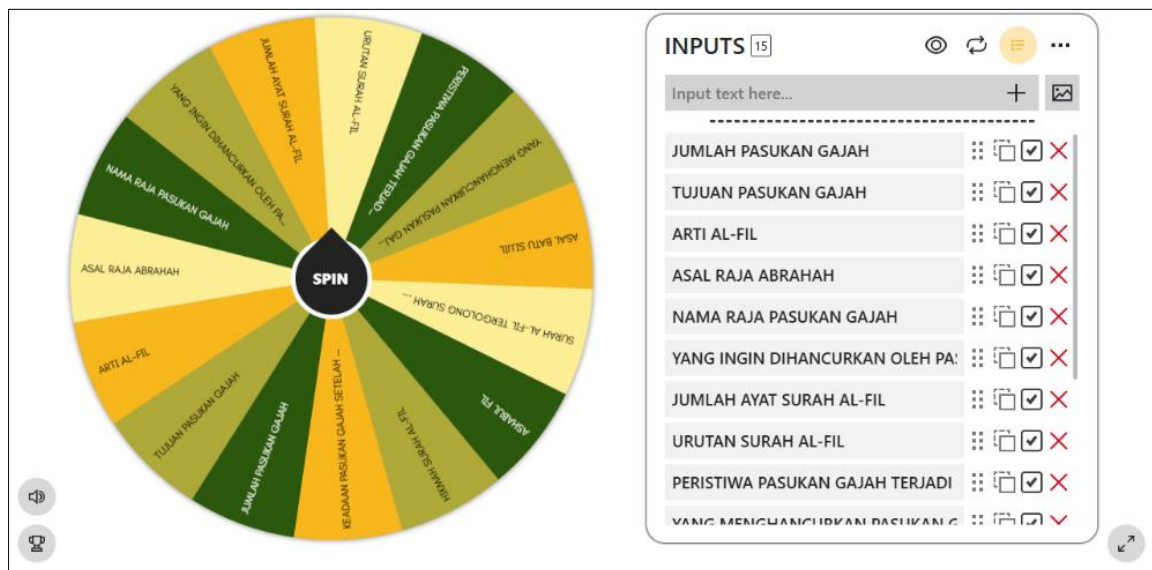 URUTAN SURAH AL-FIL
PERISTIWA PASUKAN GAJAH TERJAD...
YANG MENGHANCURKAN PASUKAN GAJ...
ASAL BATU SIJJIL
SURAH AL-FIL TERGOLONG SURAH ...
ASHABUL FIL
HIKMAH SURAH AL-FIL
KEADAAN PASUKAN GAJAH SETELAH ...
JUMLAH PASUKAN GAJAH
TUJUAN PASUKAN GAJAH
ARTI AL-FIL
ASAL RAJA ABRAHAH
NAMA RAJA PASUKAN GAJAH
YANG INGIN DIHANCURKAN OLEH PA...
JUMLAH AYAT SURAH AL-FIL
SPIN
INPUTS 15
Input text here...
JUMLAH PASUKAN GAJAH
TUJUAN PASUKAN GAJAH
ARTI AL-FIL
ASAL RAJA ABRAHAH
NAMA RAJA PASUKAN GAJAH
YANG INGIN DIHANCURKAN OLEH PA
JUMLAH AYAT SURAH AL-FIL
URUTAN SURAH AL-FIL
PERISTIWA PASUKAN GAJAH TERJADI
YANG MENGHANCURKAN PASUKAN G